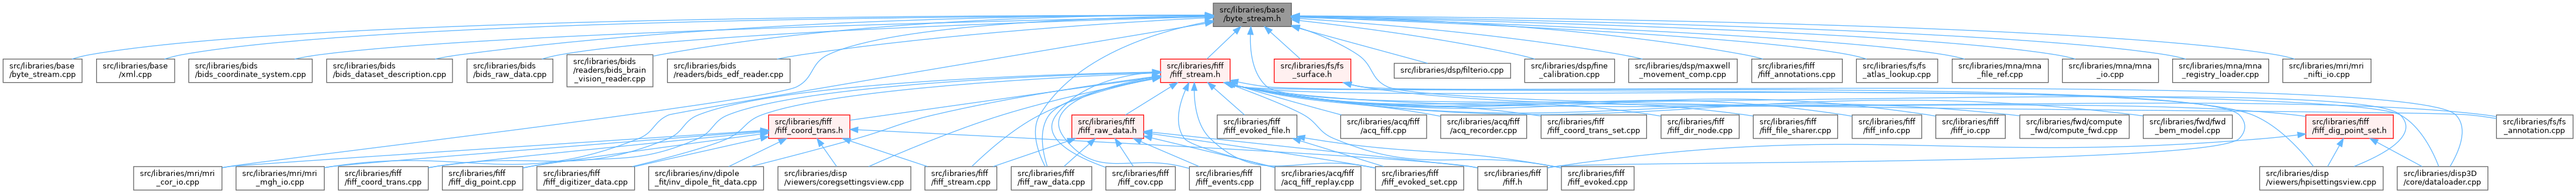 src/libraries/base
/byte_stream.h
src/libraries/base
/byte_stream.cpp
src/libraries/base
/xml.cpp
src/libraries/bids
/bids_coordinate_system.cpp
src/libraries/bids
/bids_dataset_description.cpp
src/libraries/bids
/bids_raw_data.cpp
src/libraries/bids
/readers/bids_brain
_vision_reader.cpp
src/libraries/bids
/readers/bids_edf_reader.cpp
src/libraries/fiff
/fiff_stream.h
src/libraries/fs/fs
_surface.h
src/libraries/dsp/filterio.cpp
src/libraries/dsp/fine
_calibration.cpp
src/libraries/dsp/maxwell
_movement_comp.cpp
src/libraries/fiff
/fiff_annotations.cpp
src/libraries/fs/fs
_atlas_lookup.cpp
src/libraries/mna/mna
_file_ref.cpp
src/libraries/mna/mna
_io.cpp
src/libraries/mna/mna
_registry_loader.cpp
src/libraries/mri/mri
_nifti_io.cpp
src/libraries/fiff
/fiff_coord_trans.h
src/libraries/fiff
/fiff_raw_data.h
src/libraries/fiff
/fiff_evoked_file.h
src/libraries/acq/fiff
/acq_fiff.cpp
src/libraries/acq/fiff
/acq_recorder.cpp
src/libraries/fiff
/fiff_coord_trans_set.cpp
src/libraries/fiff
/fiff_dir_node.cpp
src/libraries/fiff
/fiff_file_sharer.cpp
src/libraries/fiff
/fiff_info.cpp
src/libraries/fiff
/fiff_io.cpp
src/libraries/fwd/compute
_fwd/compute_fwd.cpp
src/libraries/fwd/fwd
_bem_model.cpp
src/libraries/fiff
/fiff_dig_point_set.h
src/libraries/fs/fs
_annotation.cpp
src/libraries/mri/mri
_cor_io.cpp
src/libraries/mri/mri
_mgh_io.cpp
src/libraries/fiff
/fiff_coord_trans.cpp
src/libraries/fiff
/fiff_dig_point.cpp
src/libraries/fiff
/fiff_digitizer_data.cpp
src/libraries/inv/dipole
_fit/inv_dipole_fit_data.cpp
src/libraries/disp
/viewers/coregsettingsview.cpp
src/libraries/fiff
/fiff_stream.cpp
src/libraries/fiff
/fiff_raw_data.cpp
src/libraries/fiff
/fiff_cov.cpp
src/libraries/fiff
/fiff_events.cpp
src/libraries/acq/fiff
/acq_fiff_replay.cpp
src/libraries/fiff
/fiff_evoked_set.cpp
src/libraries/fiff
/fiff.h
src/libraries/fiff
/fiff_evoked.cpp
src/libraries/disp
/viewers/hpisettingsview.cpp
src/libraries/disp3D
/core/dataloader.cpp